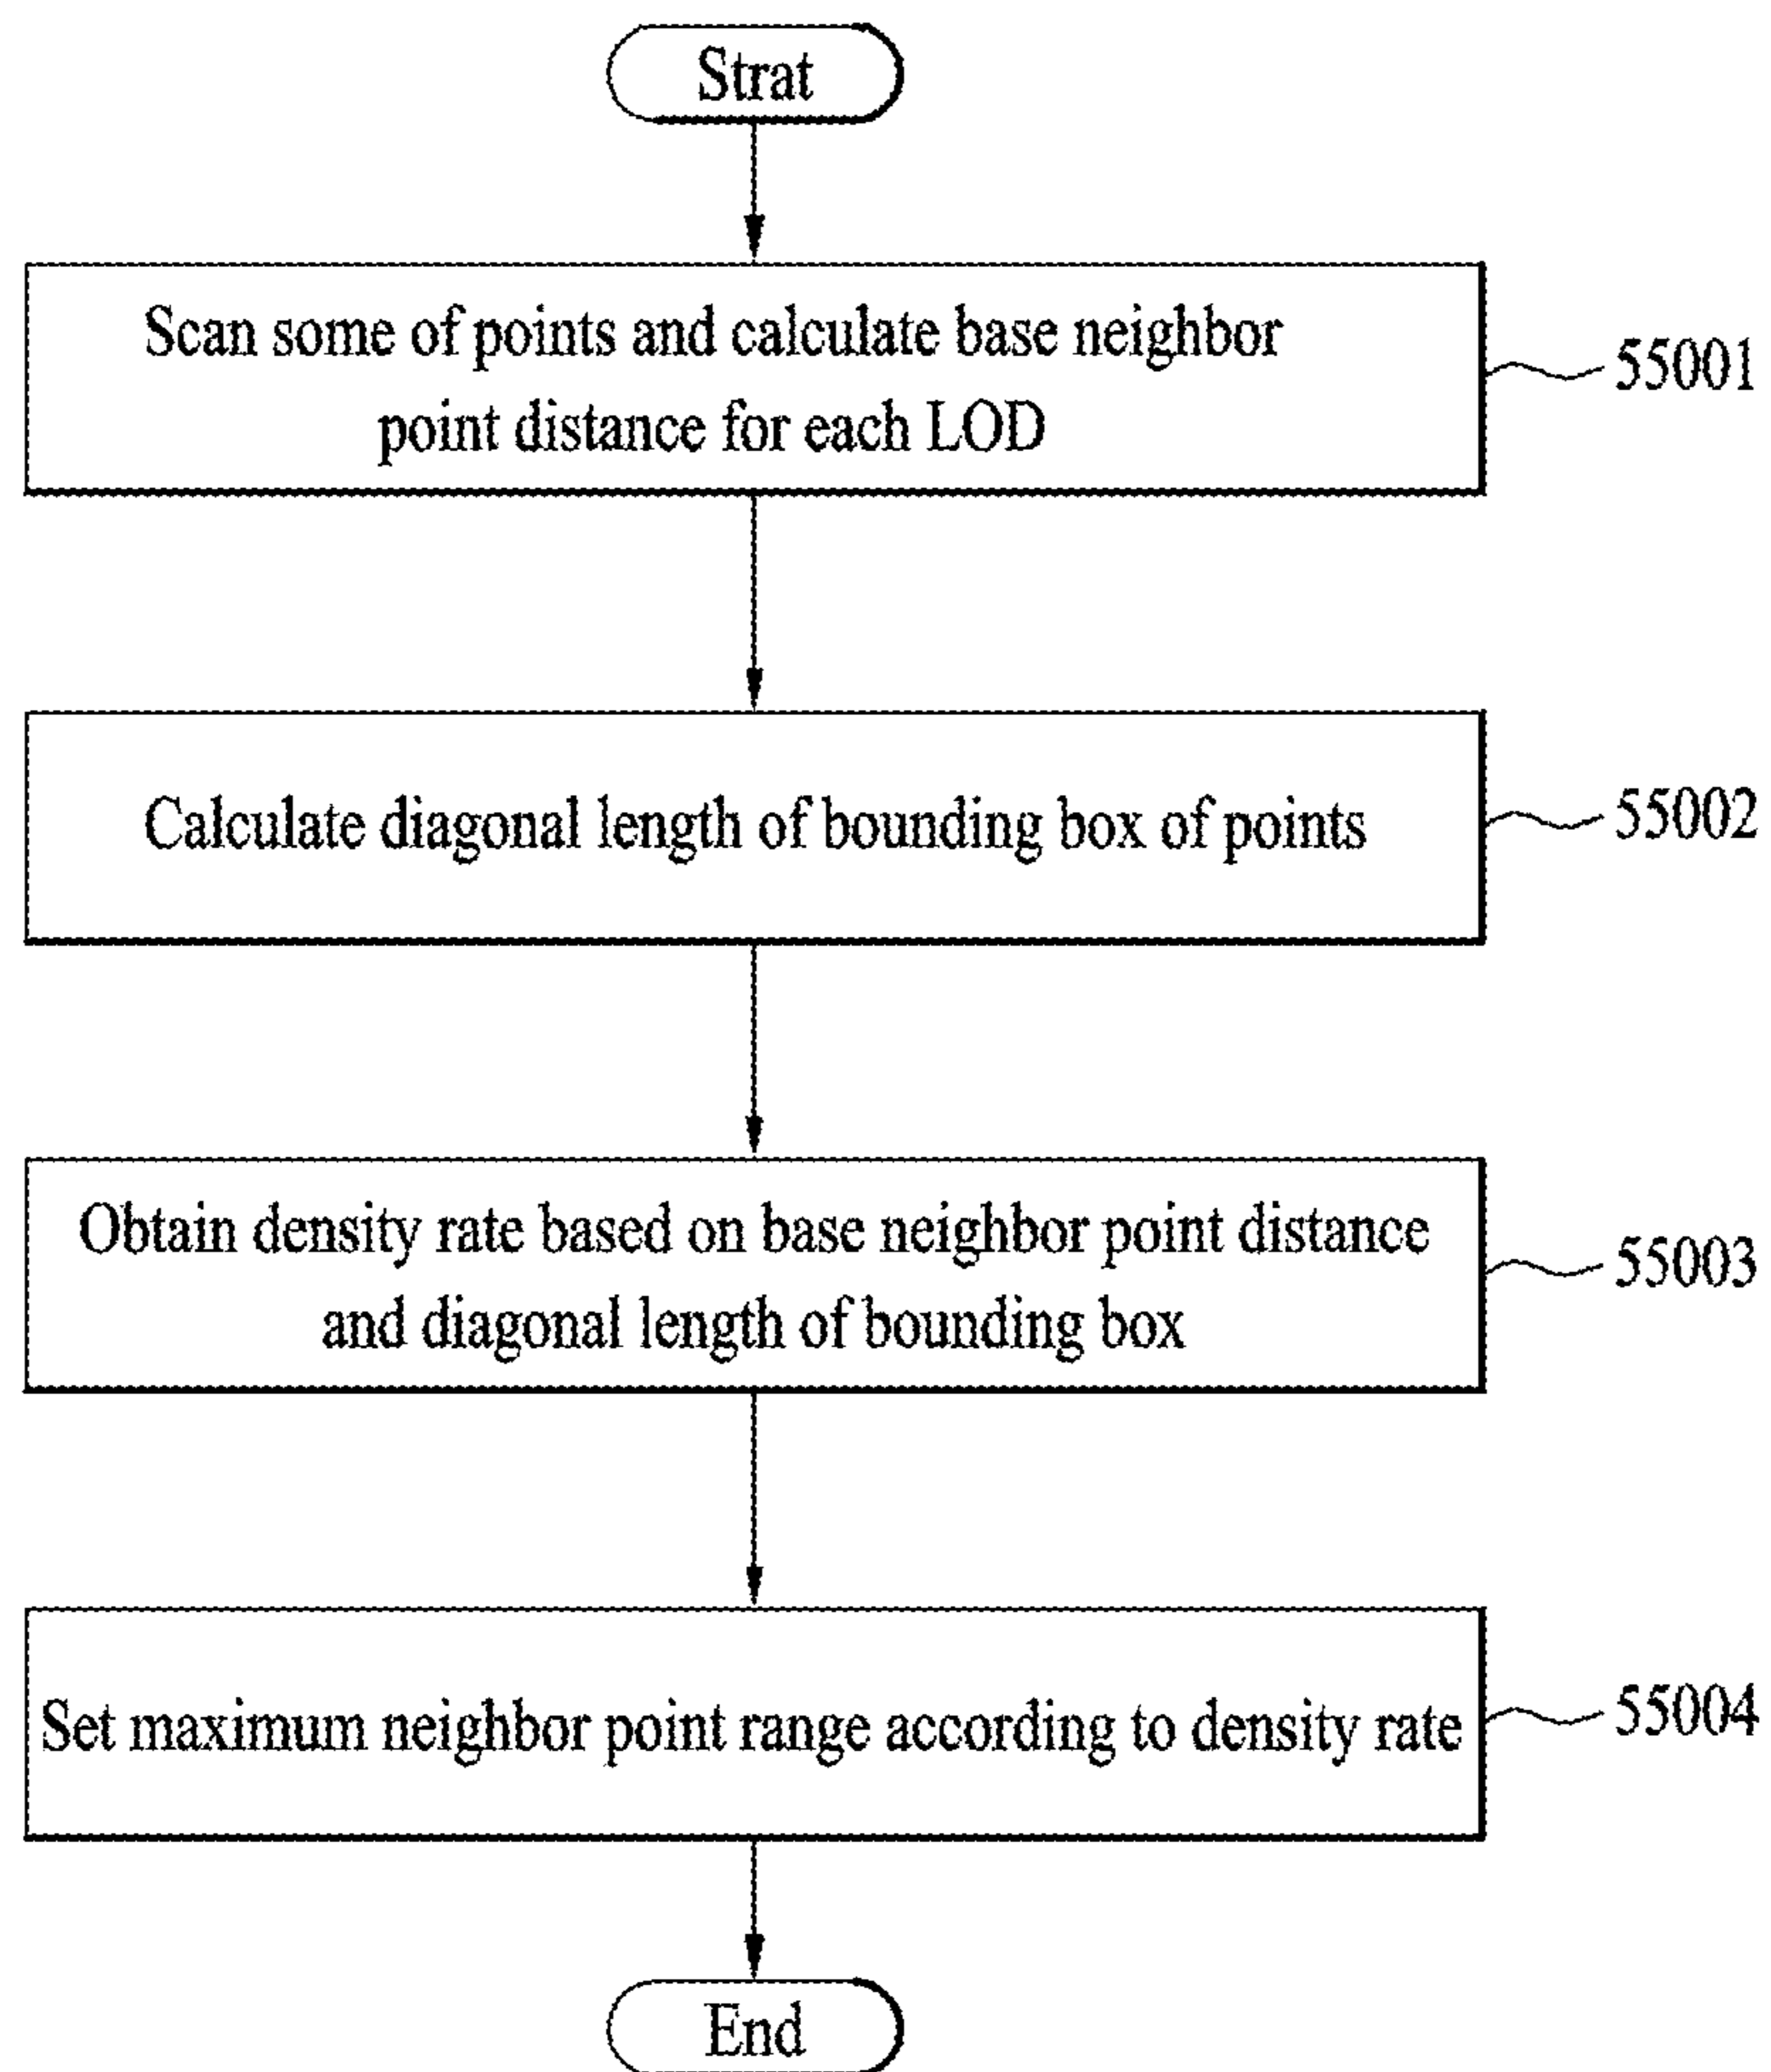 Strat
Scan some of points and calculate base neighbor
point distance for each LOD
55001
Calculate diagonal length of bounding box of points
55002
Obtain density rate based on base neighbor point distance
and diagonal length of bounding box
55003
Set maximum neighbor point range according to density rate
55004
End